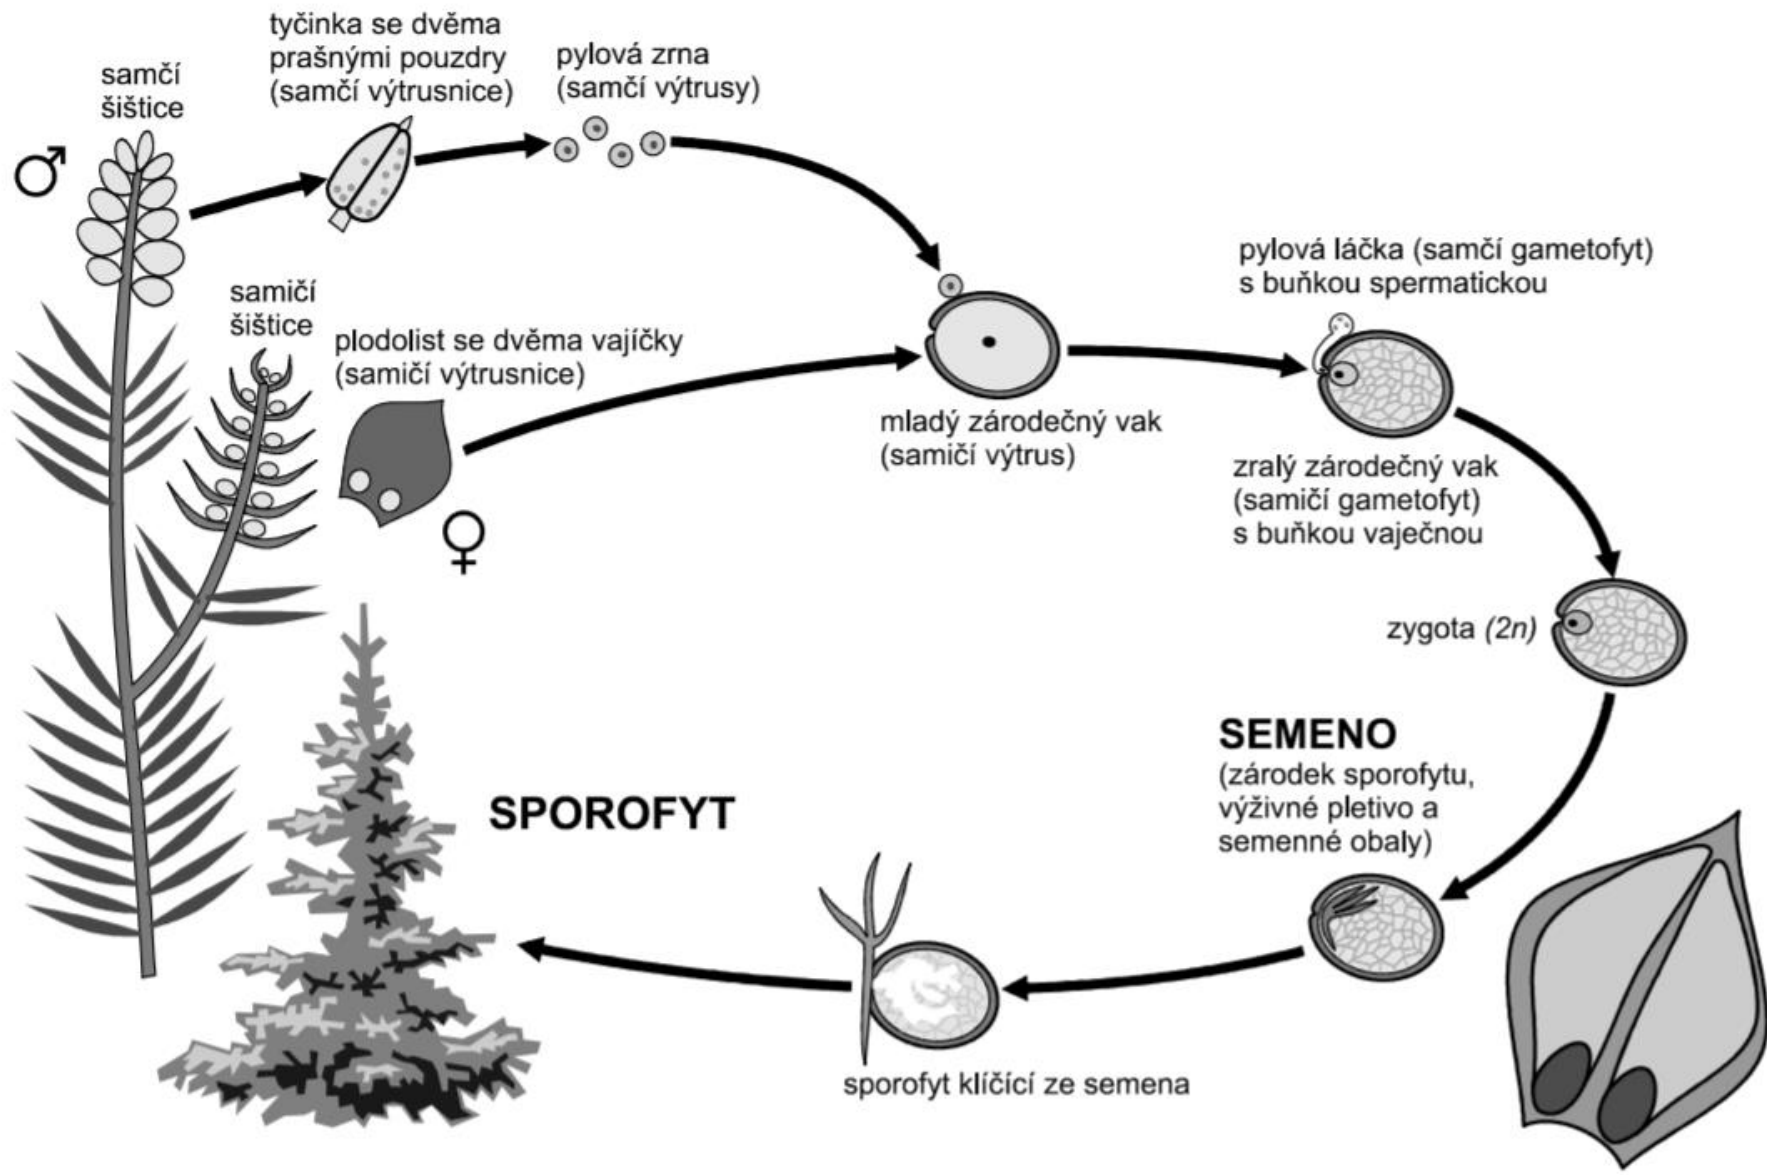 samčí
šištice
tyčinka se dvěma
prašnými pouzdry
(samčí výtrusnice)
pylová zrna
(samčí výtrusy)
samičí
šištice
plodolist se dvěma vajíčky
(samičí výtrusnice)
mladý zárodečný vak
(samičí výtrus)
pylová láčka (samčí gametofyt)
s buňkou spermatickou
zralý zárodečný vak
(samičí gametofyt)
s buňkou vaječnou
zygota (2n)
SEMENO
(zárodek sporofytu,
výživné pletivo a
semenné obaly)
sporofyt klíčící ze semena
SPOROFYT